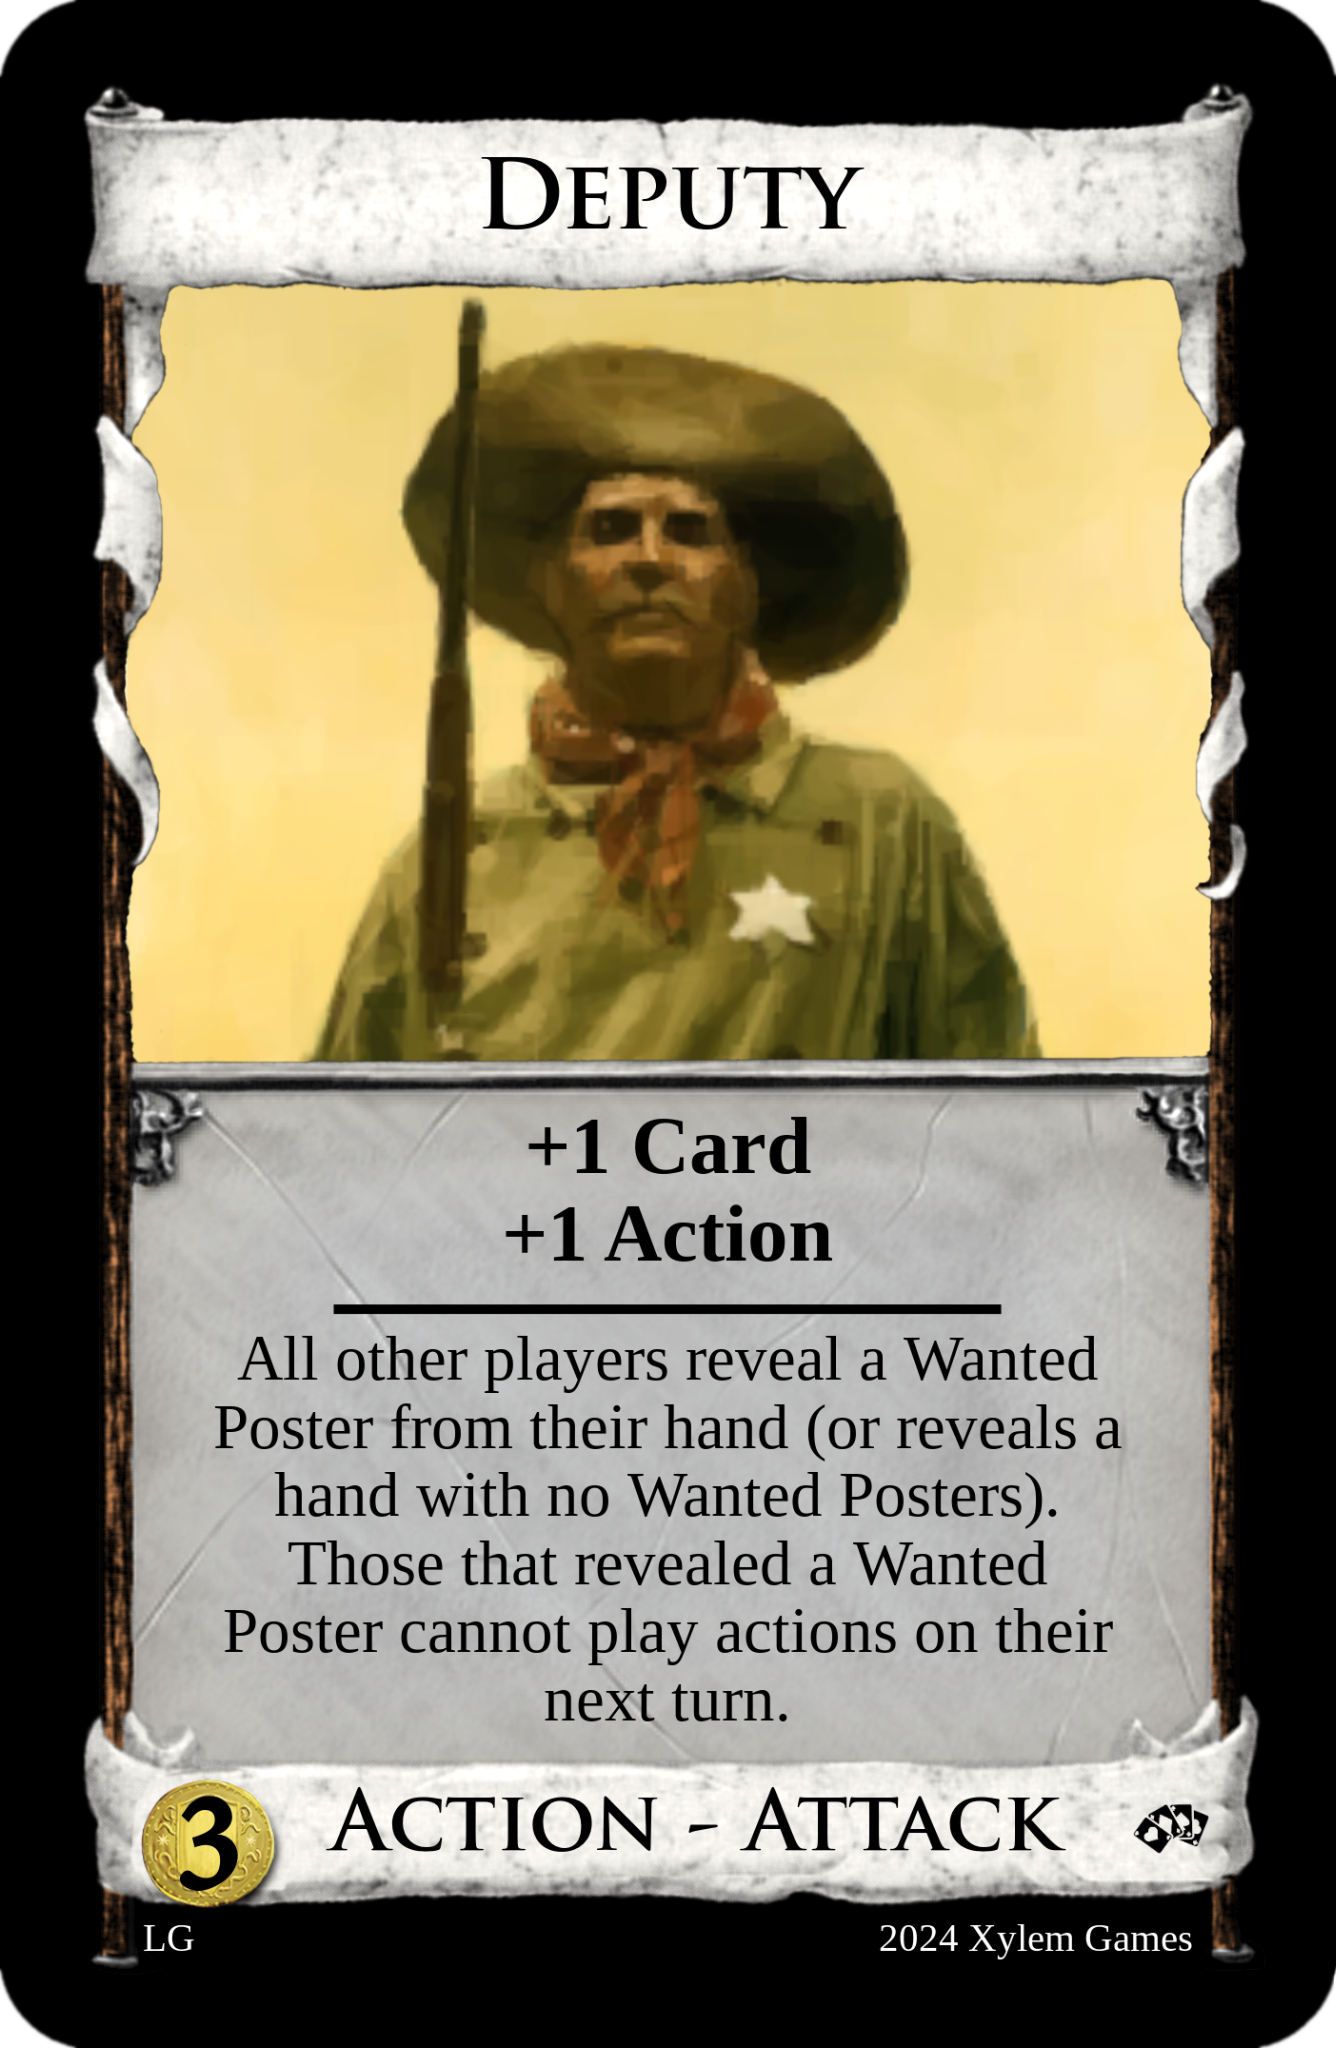 Deputy
+1 Card
+1 Action
All other players reveal a Wanted
Poster from their hand (or reveals a
hand with no Wanted Posters).
Those that revealed a Wanted
Poster cannot play actions on their
next turn.
3
Action - Attack
LG
2024 Xylem Games